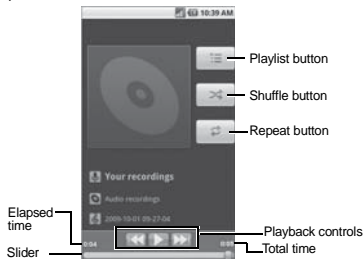 10:39 AM
Playlist button
Shuffle button
Repeat button
Your recordings
Audio recordings
2009-10-01 09-27-04
Elapsed time
Playback controls
0:04
0:05
Total time
Slider